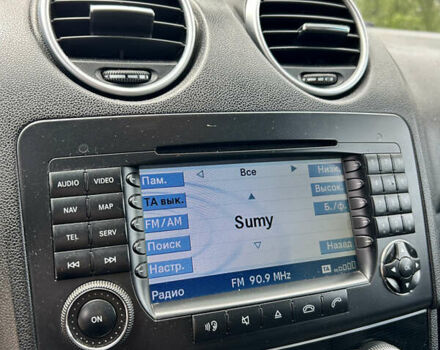 AUDIO VIDEO
NAV MAP
TEL SERV
ON
Пам. Все Низк.
ТА вык. Высок.
FM/AM Б./ф.
Поиск Sumy
Назад
Настр.
Радио FM 90.9 MHz TA